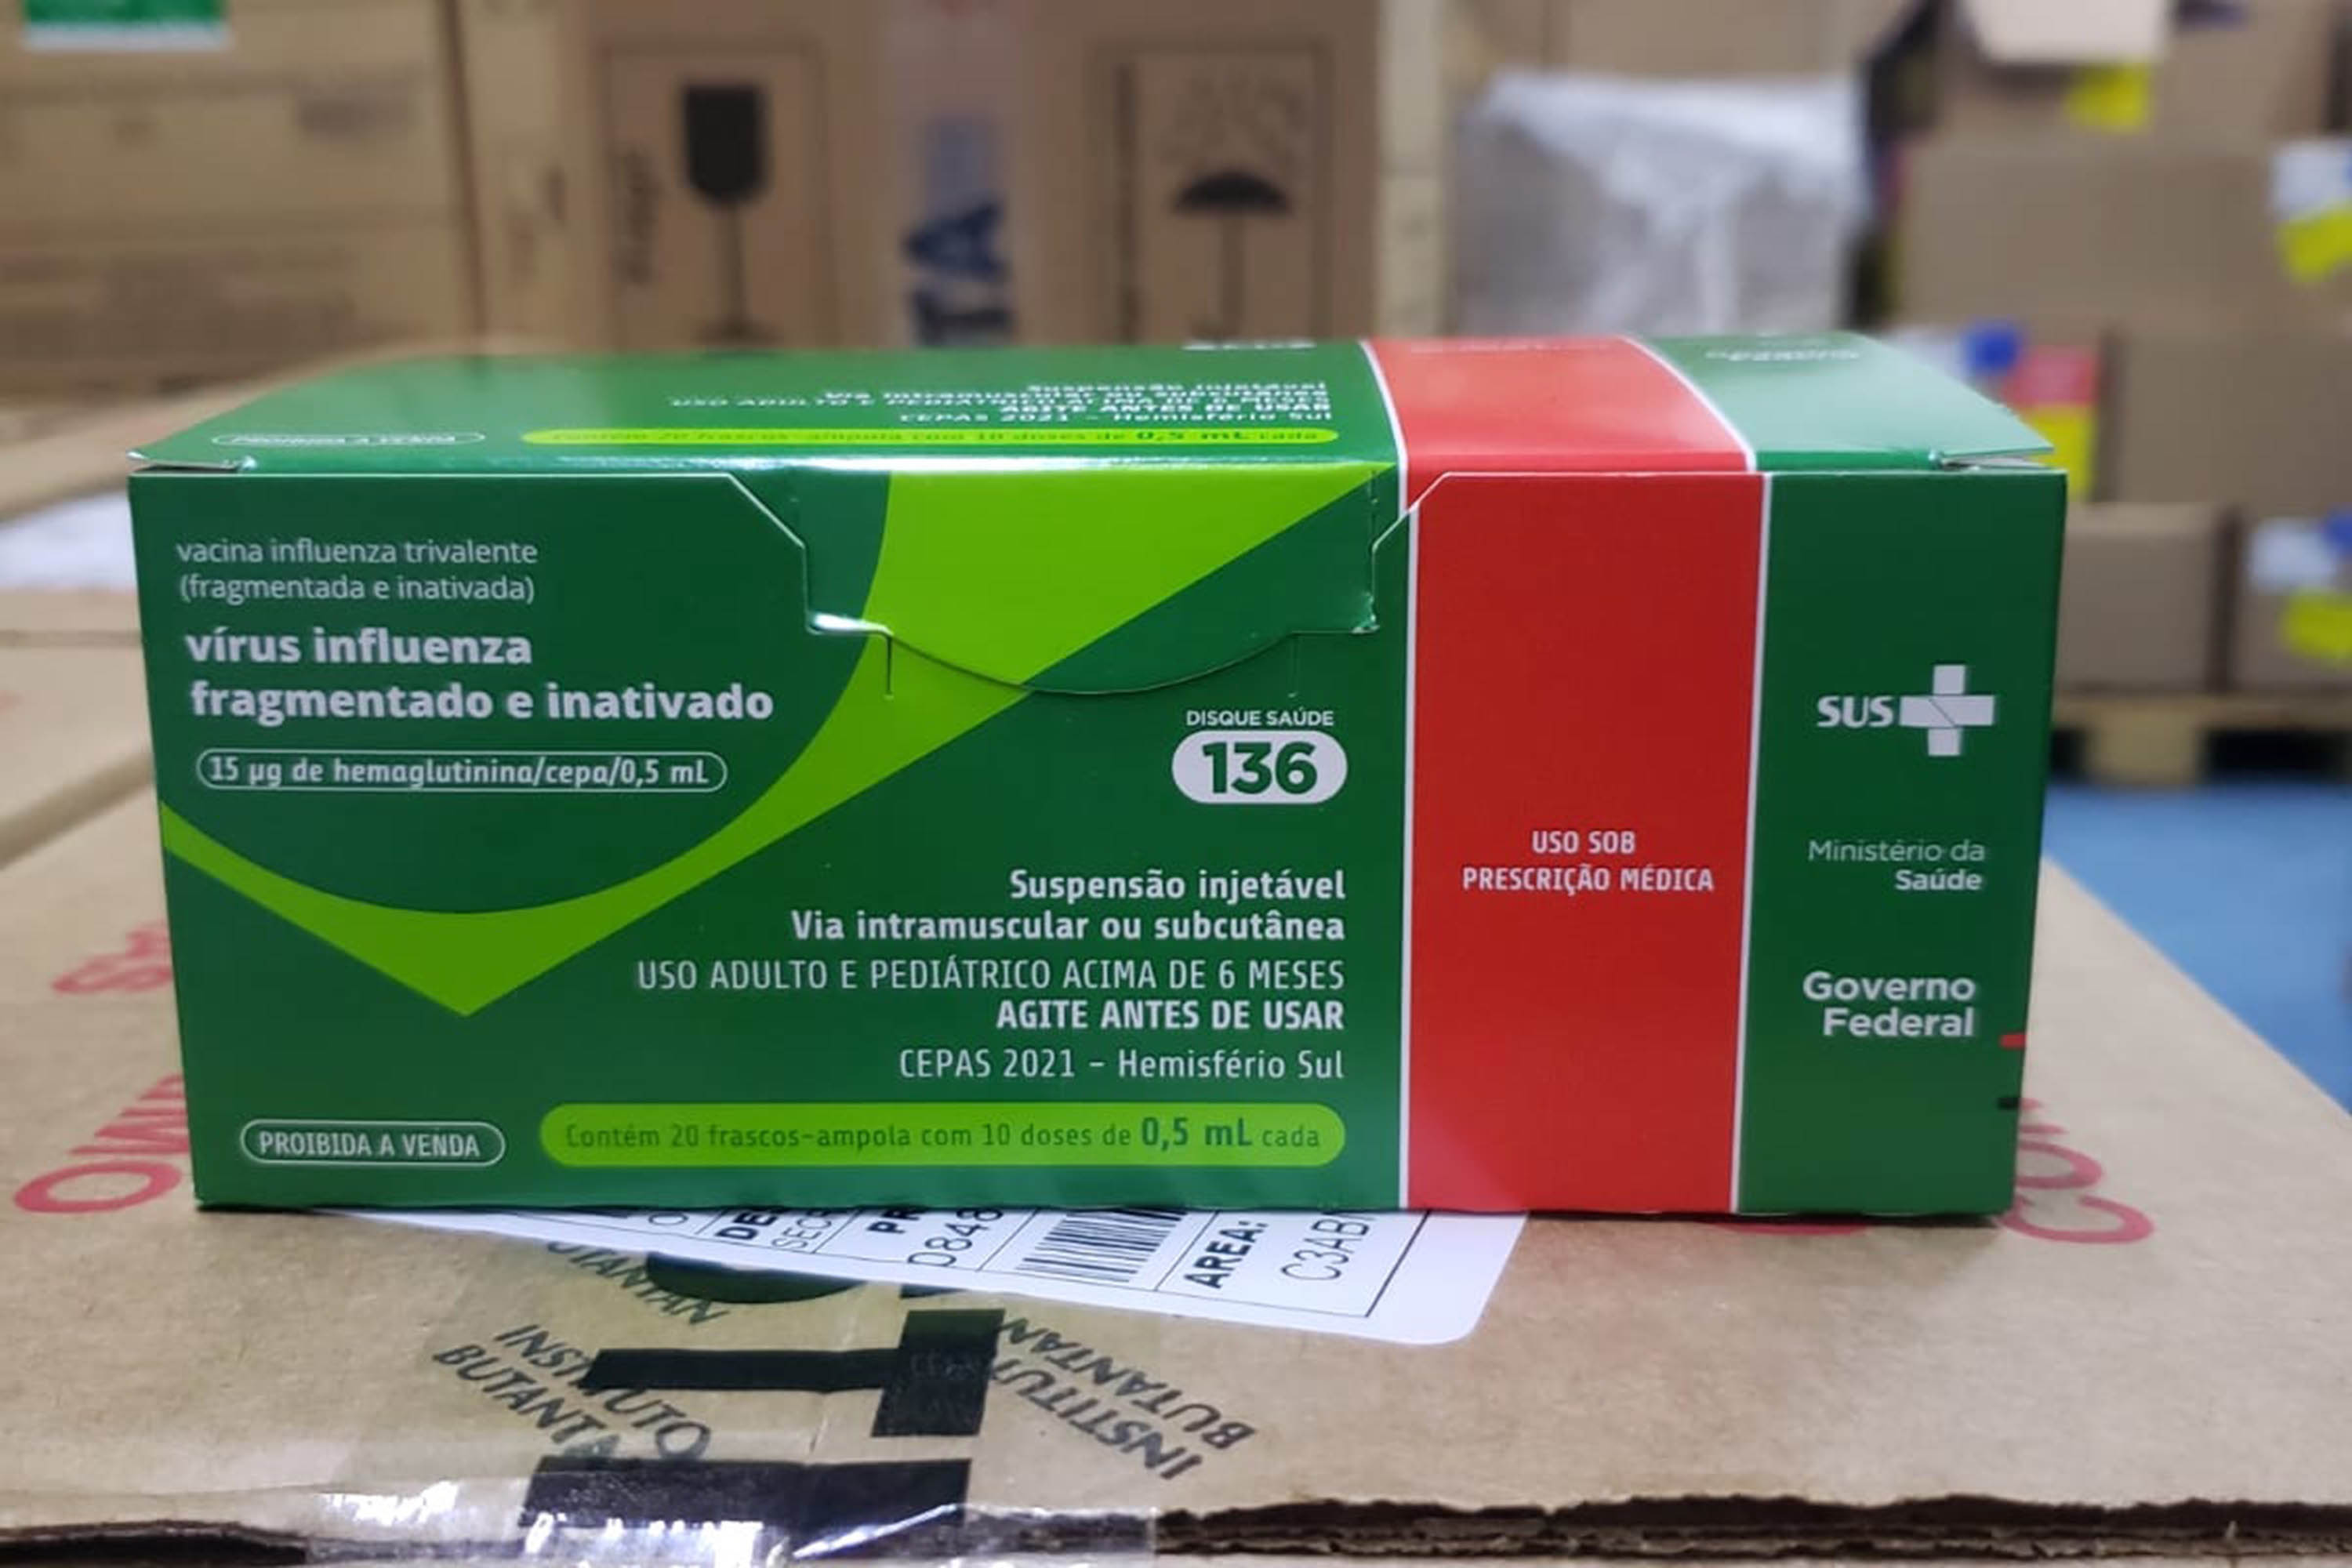 Suspensão injetável
AGITE ANTES DE USAR
CEPAS 2021 - Hemisfério Sul
20 frascos-ampola com 10 doses de 0,5 mL cada
vacina influenza trivalente
(fragmentada e inativada)
vírus influenza
fragmentado e inativado
15 µg de hemaglutinina/cepa/0,5 mL
DISQUE SAÚDE
136
Suspensão injetável
Via intramuscular ou subcutânea
USO ADULTO E PEDIÁTRICO ACIMA DE 6 MESES
AGITE ANTES DE USAR
CEPAS 2021 - Hemisfério Sul
PROIBIDA A VENDA
Contém 20 frascos-ampola com 10 doses de 0,5 mL cada
USO SOB
PRESCRIÇÃO MÉDICA
SUS
Ministério da
Saúde
Governo
Federal
AREA:
INSTITUTO
BUTANTAN